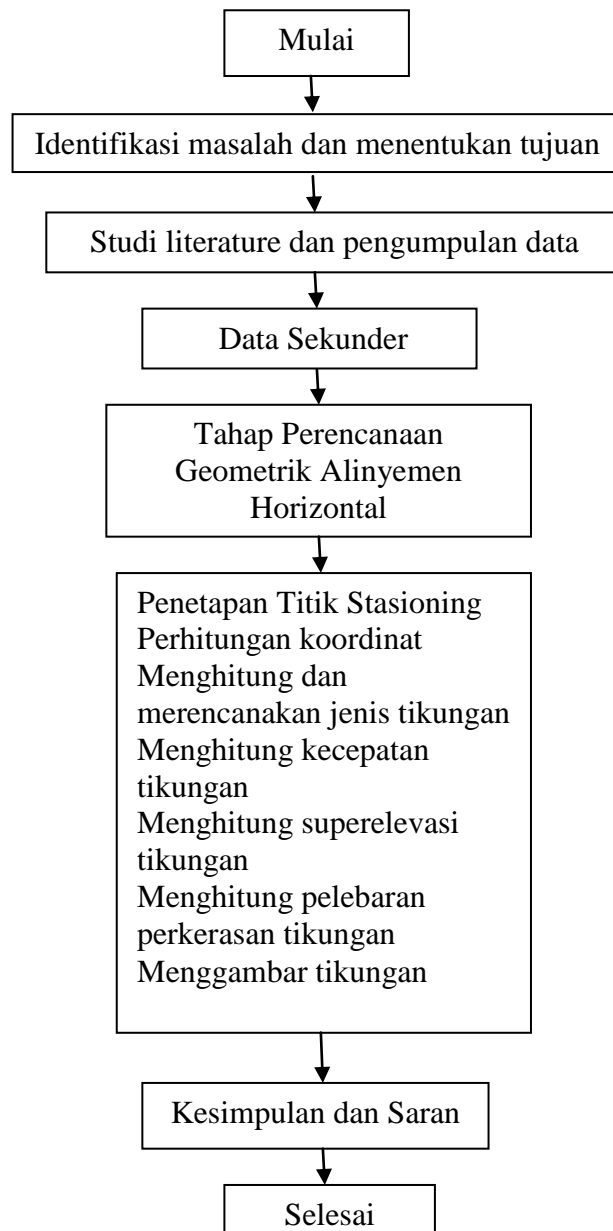 Mulai
Identifikasi masalah dan menentukan tujuan
Studi literature dan pengumpulan data
Data Sekunder
Tahap Perencanaan
Geometrik Alinyemen
Horizontal
Penetapan Titik Stasioning
Perhitungan koordinat
Menghitung dan
merencanakan jenis tikungan
Menghitung kecepatan
tikungan
Menghitung superelevasi
tikungan
Menghitung pelebaran
perkerasan tikungan
Menggambar tikungan
Kesimpulan dan Saran
Selesai